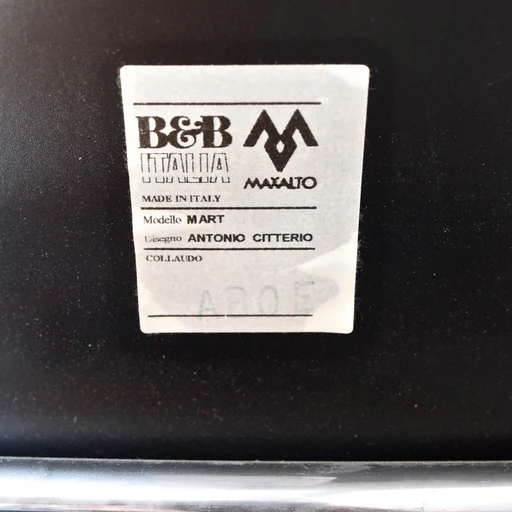 B&B
ITALIA
MAXALTO
MADE IN ITALY
Modello MART
Disegno ANTONIO CITTERIO
COLLAUDO